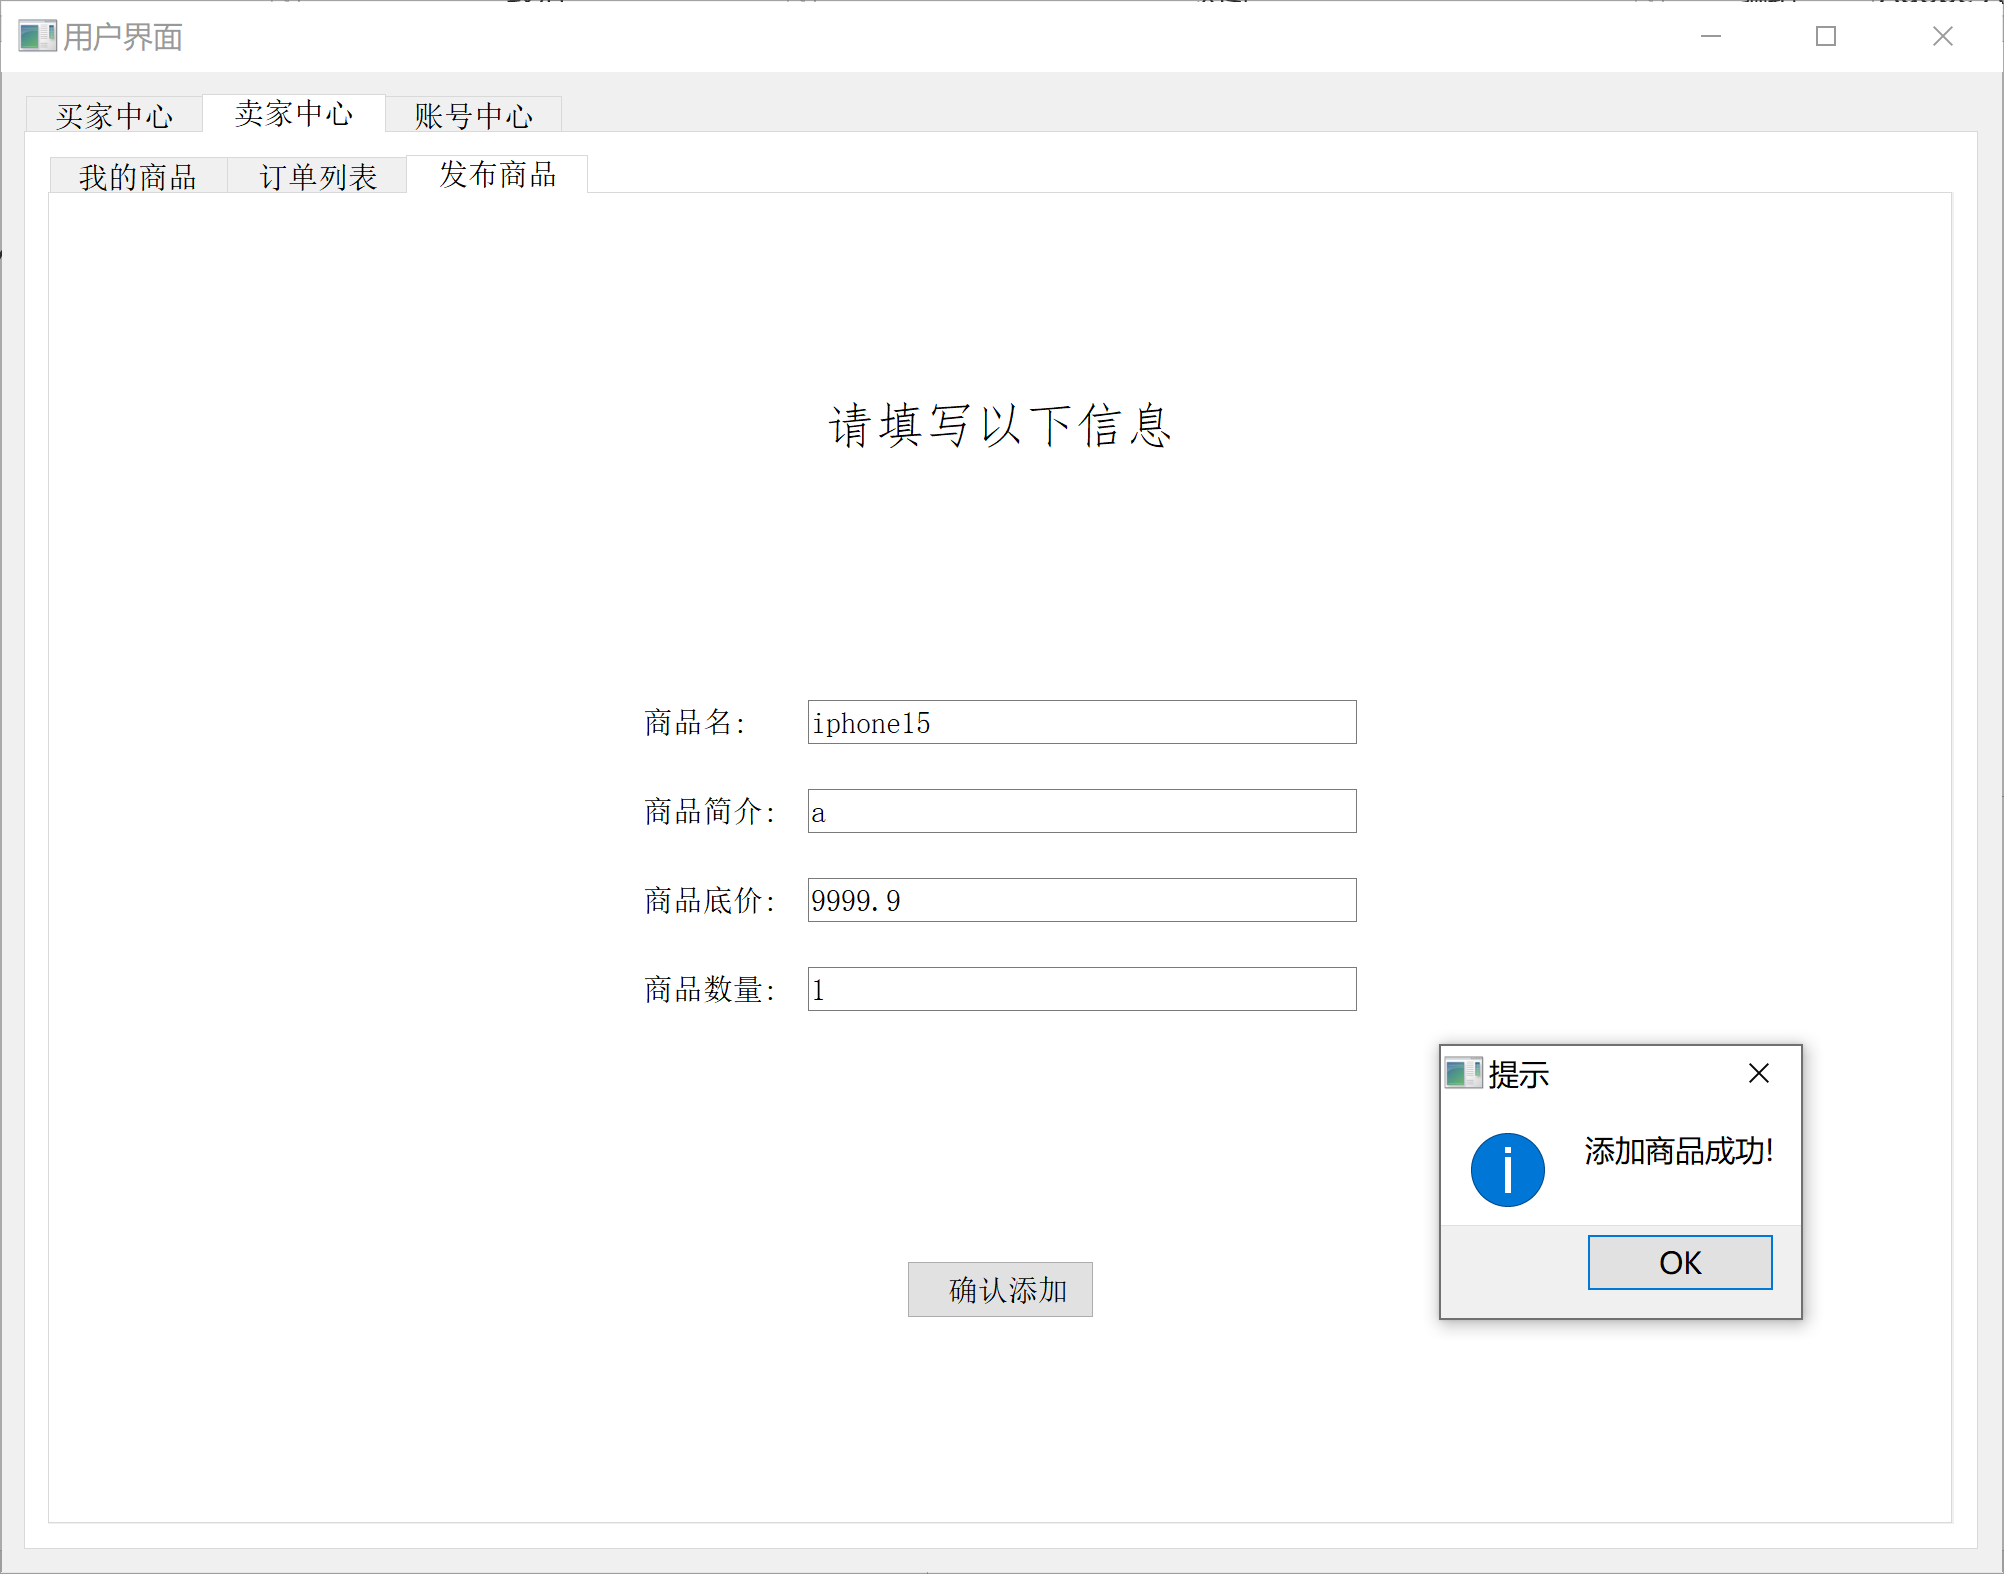 用户界面
买家中心 卖家中心 账号中心
我的商品 订单列表 发布商品
请填写以下信息
商品名: iphone15
商品简介: a
商品底价: 9999.9
商品数量: 1
提示
添加商品成功!
OK
确认添加